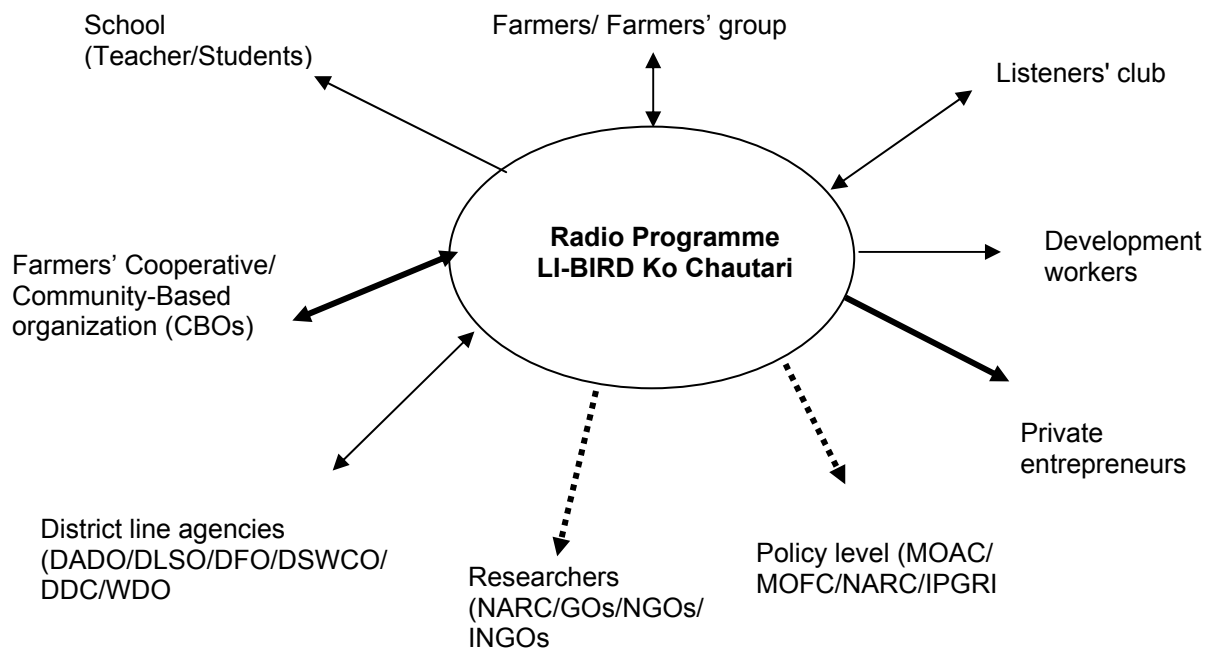 School
(Teacher/Students)
Farmers/ Farmers’ group
Listeners' club
Radio Programme
LI-BIRD Ko Chautari
Development
workers
Farmers’ Cooperative/
Community-Based
organization (CBOs)
Private
entrepreneurs
District line agencies
(DADO/DLSO/DFO/DSWCO/
DDC/WDO
Researchers
(NARC/GOs/NGOs/
INGOs
Policy level (MOAC/
MOFC/NARC/IPGRI